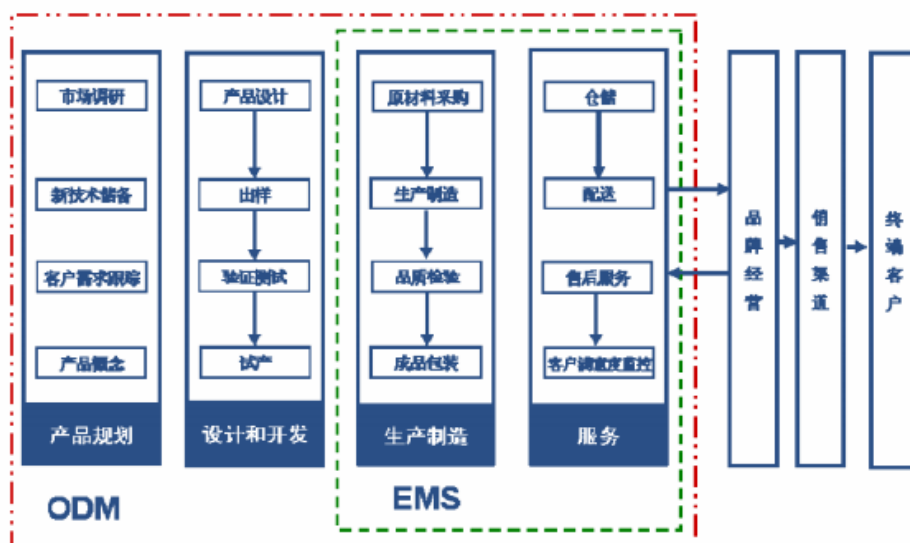 市场调研
新技术储备
客户需求跟踪
产品概念
产品规划
产品设计
出样
验证测试
试产
设计和开发
原材料采购
生产制造
品质检验
成品包装
生产制造
仓储
配送
售后服务
客户满意度监控
服务
品牌经营
销售渠道
终端客户
ODM
EMS